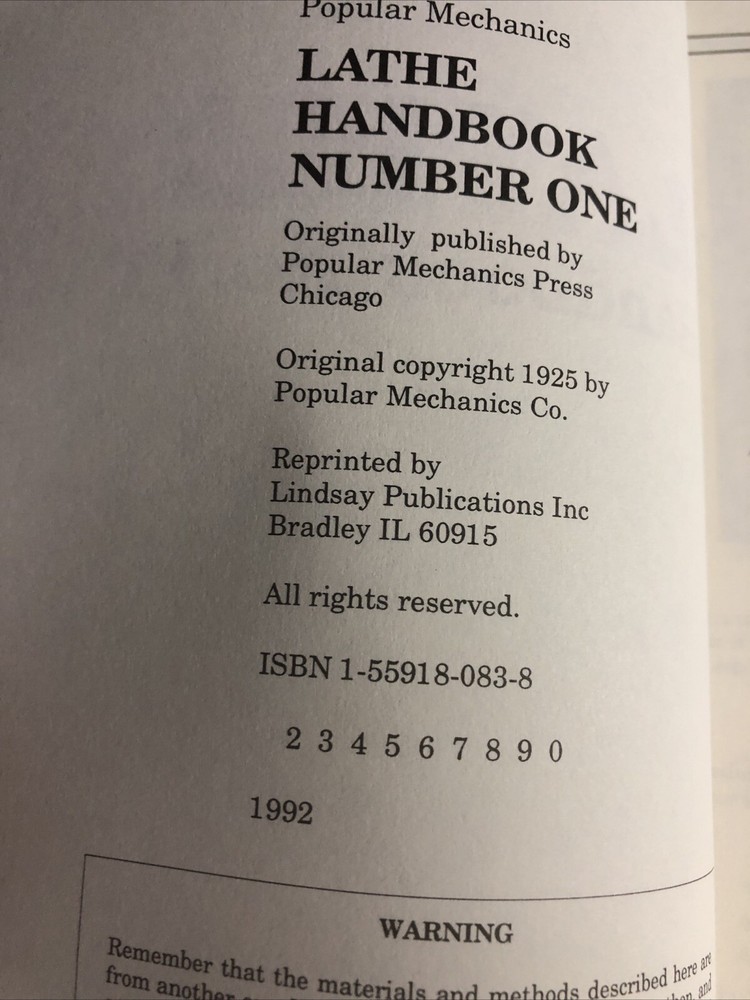 Popular Mechanics
LATHE
HANDBOOK
NUMBER ONE
Originally published by
Popular Mechanics Press
Chicago
Original copyright 1925 by
Popular Mechanics Co.
Reprinted by
Lindsay Publications Inc
Bradley IL 60915
All rights reserved.
ISBN 1-55918-083-8
2 3 4 5 6 7 8 9 0
1992
WARNING
Remember that the materials and methods described here are
from another and